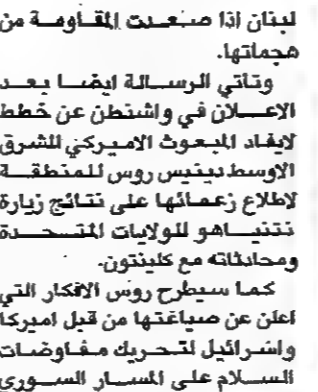 لبنان اذا صعدت المقاومة من
هجماتها.
وتاتي الرسالة ايضا بعد
الاعلان في واشنطن عن خطط
لايفاد المبعوث الاميركي للشرق
الاوسط دينيس روس للمنطقة
لاطلاع زعمائها على نتائج زيارة
نتنياهو للولايات المتحدة
ومحادثاته مع كلينتون.
كما سيطرح روس الافكار التي
اعلن عن صياغتها من قبل اميركا
واسرائيل لتحريك مفاوضات
السلام على المسار السوري